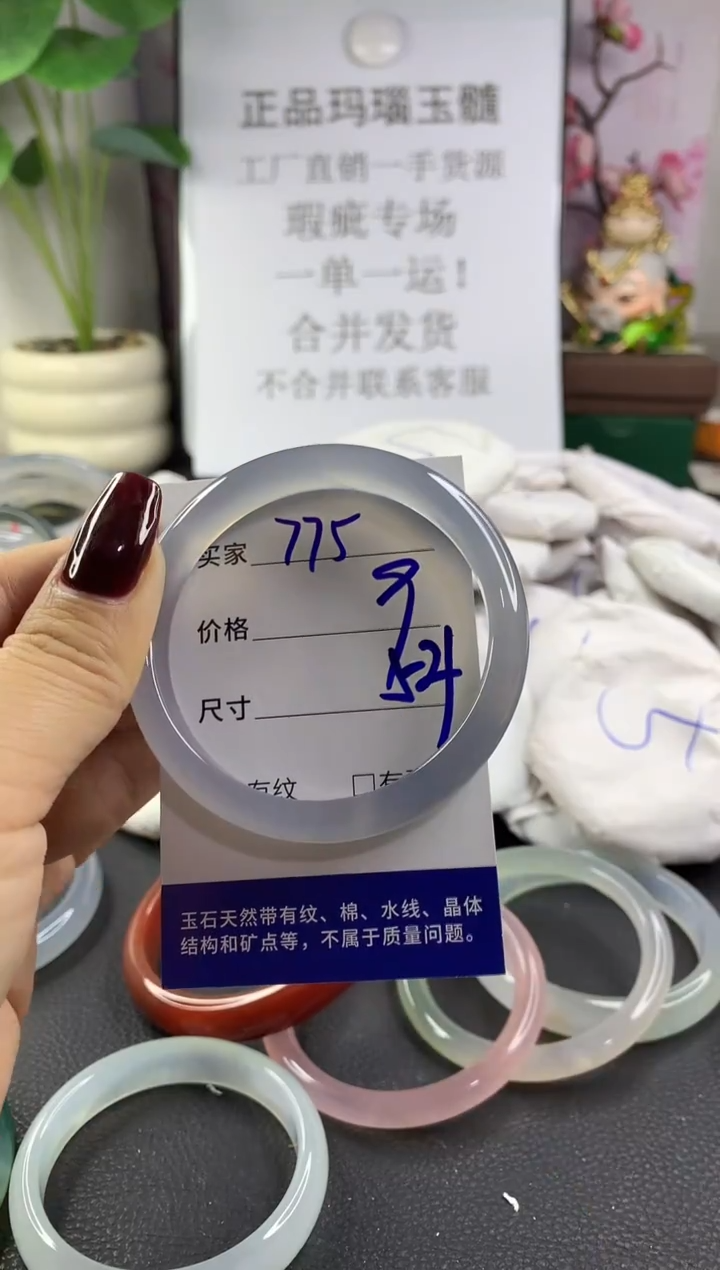 正品玛瑙玉髓
工厂直销一手货源
瑕疵专场
一单一运!
合并发货
不合并联系客服
买家 775
价格 9
尺寸 54
有纹 □有
玉石天然带有纹、棉、水线、晶体
结构和矿点等，不属于质量问题。